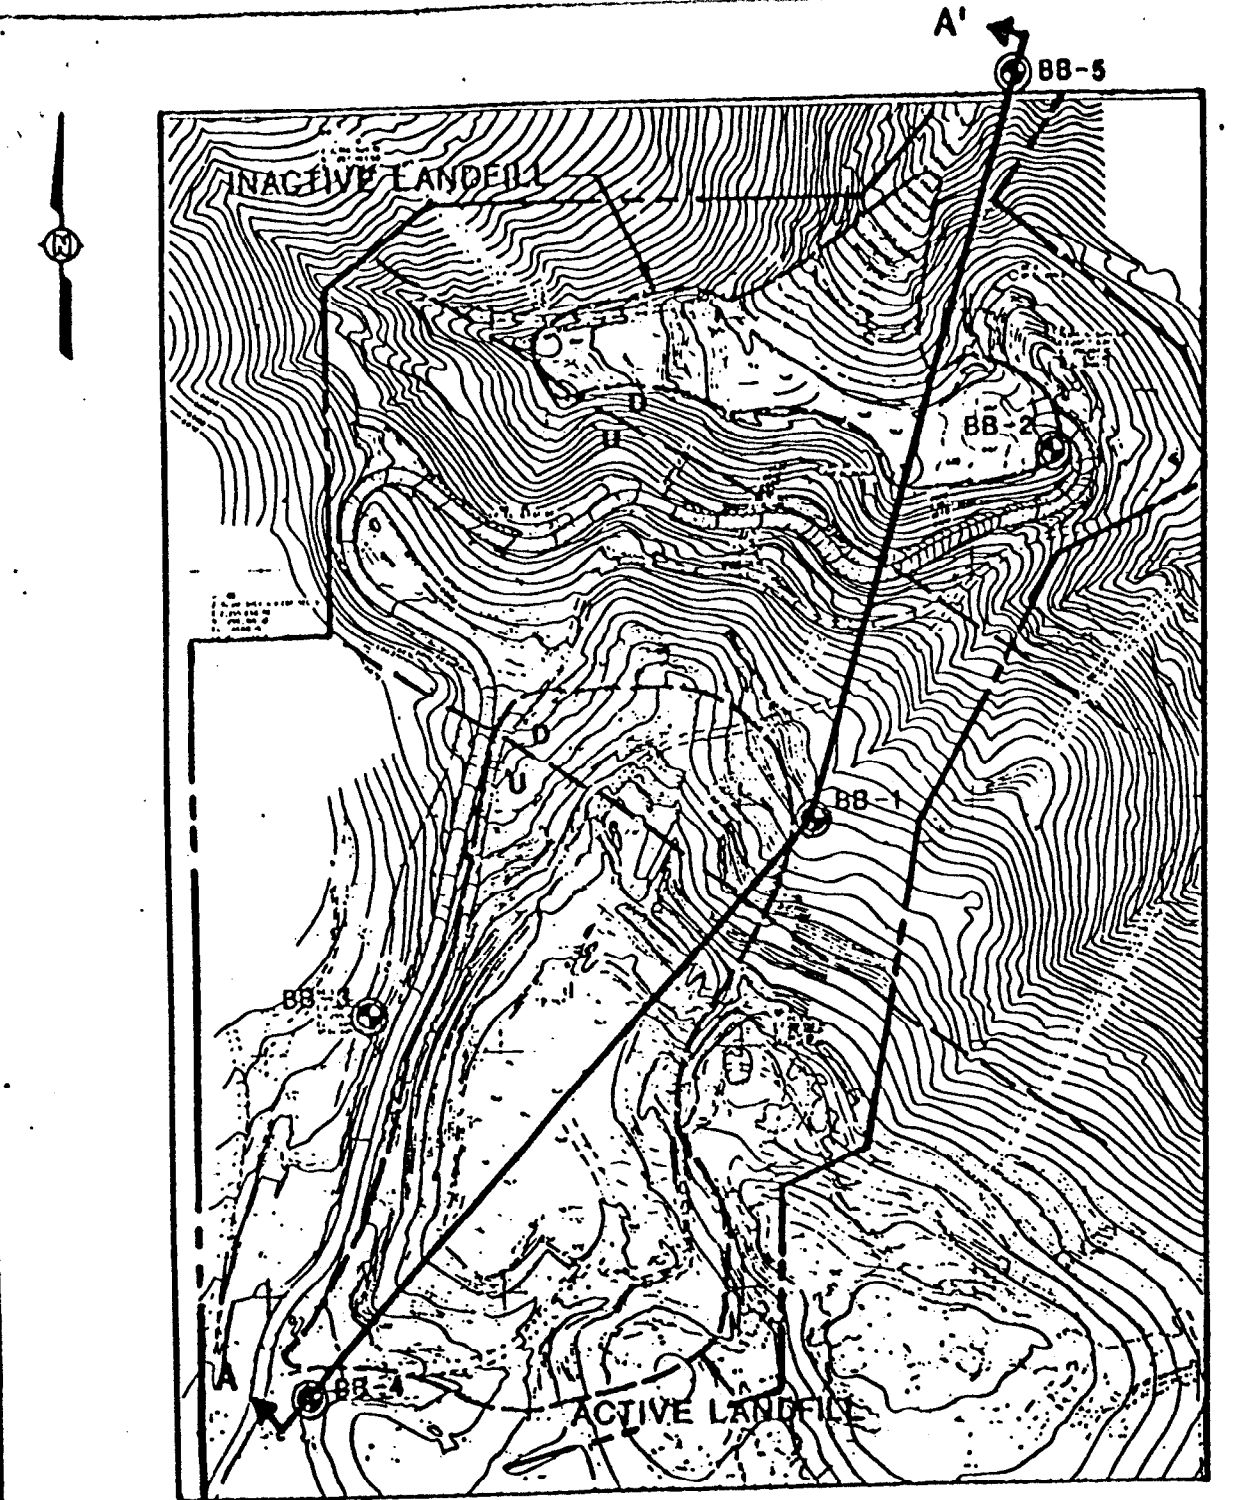 A'
BB-5
N
INACTIVE LANDFILL
D
U
BB-2
D
U
BB-1
BB-3
A
BB-4
ACTIVE LANDFILL